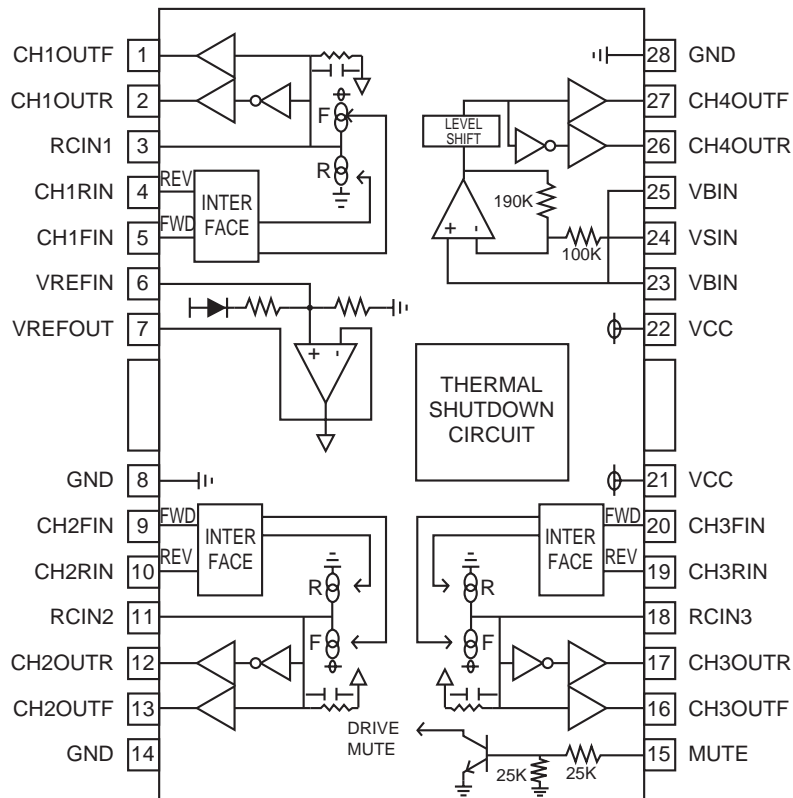 CH1OUTF 1
CH1OUTR 2
RCIN1 3
CH1RIN 4
CH1FIN 5
VREFIN 6
VREFOUT 7
GND 8
CH2FIN 9
CH2RIN 10
RCIN2 11
CH2OUTR 12
CH2OUTF 13
GND 14
REV
FWD
INTER
FACE
F
R
+ -
FWD
REV
INTER
FACE
R
F
LEVEL
SHIFT
+ -
190K
100K
THERMAL
SHUTDOWN
CIRCUIT
FWD
REV
INTER
FACE
R
F
DRIVE
MUTE
25K
25K
28 GND
27 CH4OUTF
26 CH4OUTR
25 VBIN
24 VSIN
23 VBIN
22 VCC
21 VCC
20 CH3FIN
19 CH3RIN
18 RCIN3
17 CH3OUTR
16 CH3OUTF
15 MUTE